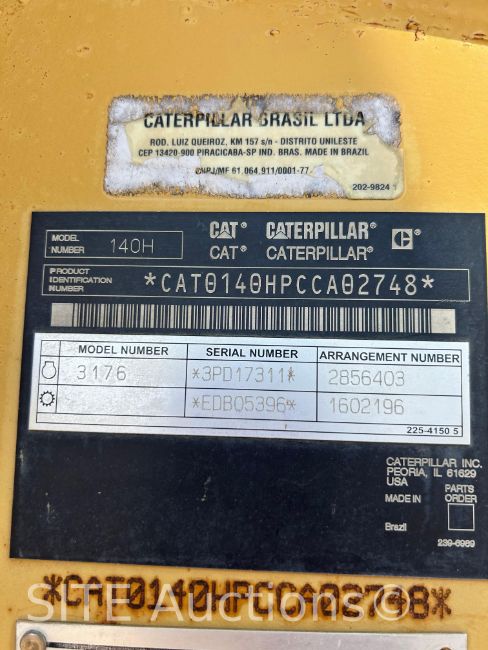 CATERPILLAR BRASIL LTDA
ROD. LUIZ QUEIROZ, KM 157 s/n - DISTRITO UNILESTE
CEP 13420-900 PIRACICABA-SP IND. BRAS. MADE IN BRAZIL
CNPJ/MF 61.064.911/0001-77
202-9824 1
MODEL NUMBER 140H
CAT CATERPILLAR
CAT® CATERPILLAR®
PRODUCT IDENTIFICATION NUMBER *CAT0140HPCCA02748*
MODEL NUMBER SERIAL NUMBER ARRANGEMENT NUMBER
3176 *3PD17311* 2856403
*EDB05396* 1602196
225-4150 5
CATERPILLAR INC.
PEORIA, IL 61629
USA
MADE IN PARTS ORDER
Brazil
239-6969
*CAT0140HPCCA02748*
SITE Auctions